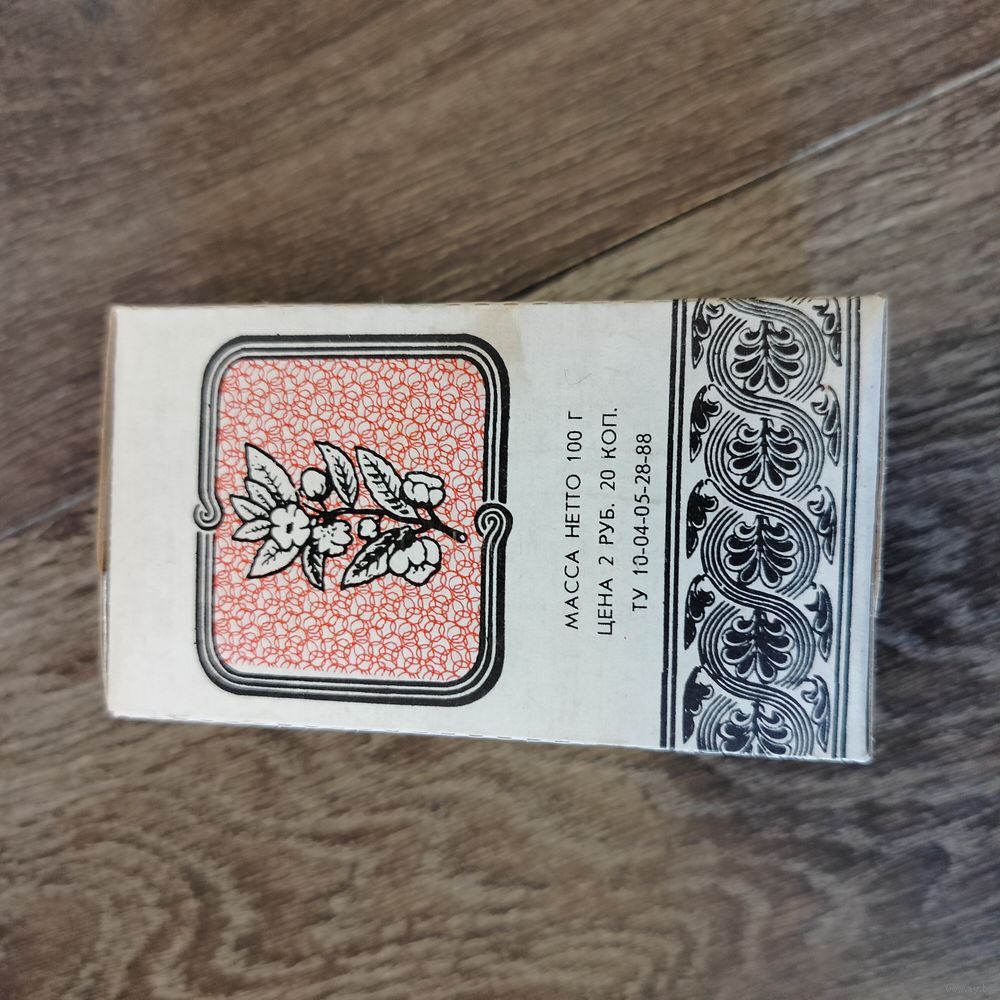 МАССА НЕТТО 100 Г
ЦЕНА 2 РУБ. 20 КОП.
ТУ 10-04-05-28-88